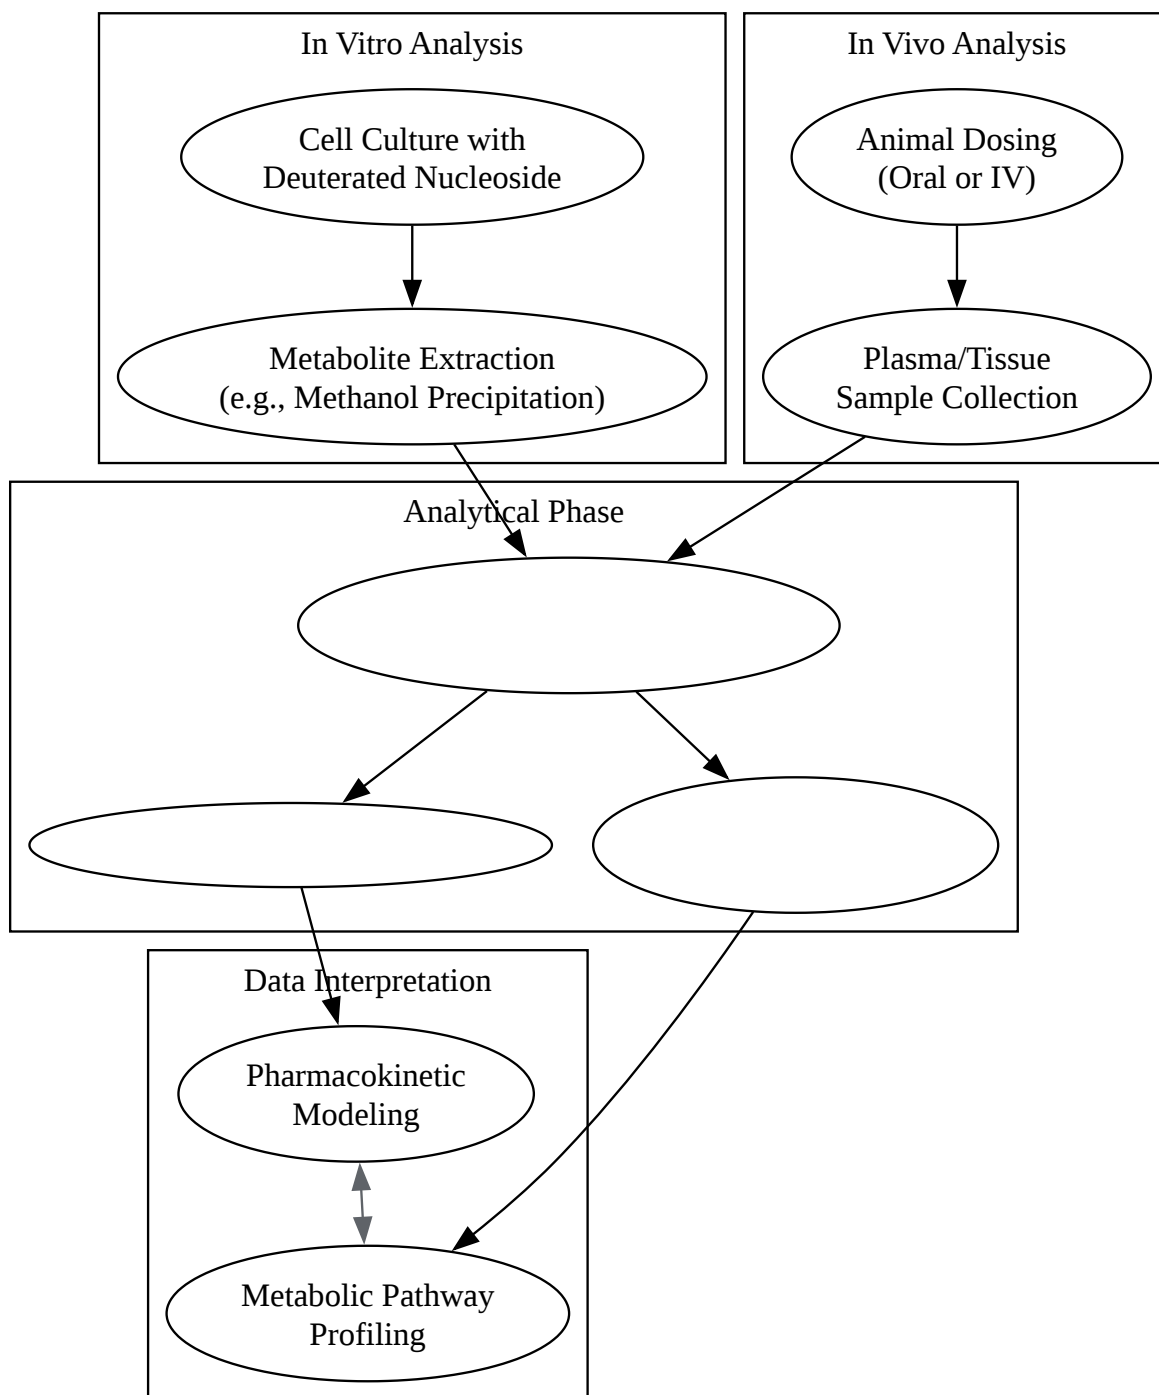 In Vitro Analysis
Cell Culture with
Deuterated Nucleoside
Metabolite Extraction
(e.g., Methanol Precipitation)
In Vivo Analysis
Animal Dosing
(Oral or IV)
Plasma/Tissue
Sample Collection
Analytical Phase
Data Interpretation
Pharmacokinetic
Modeling
Metabolic Pathway
Profiling